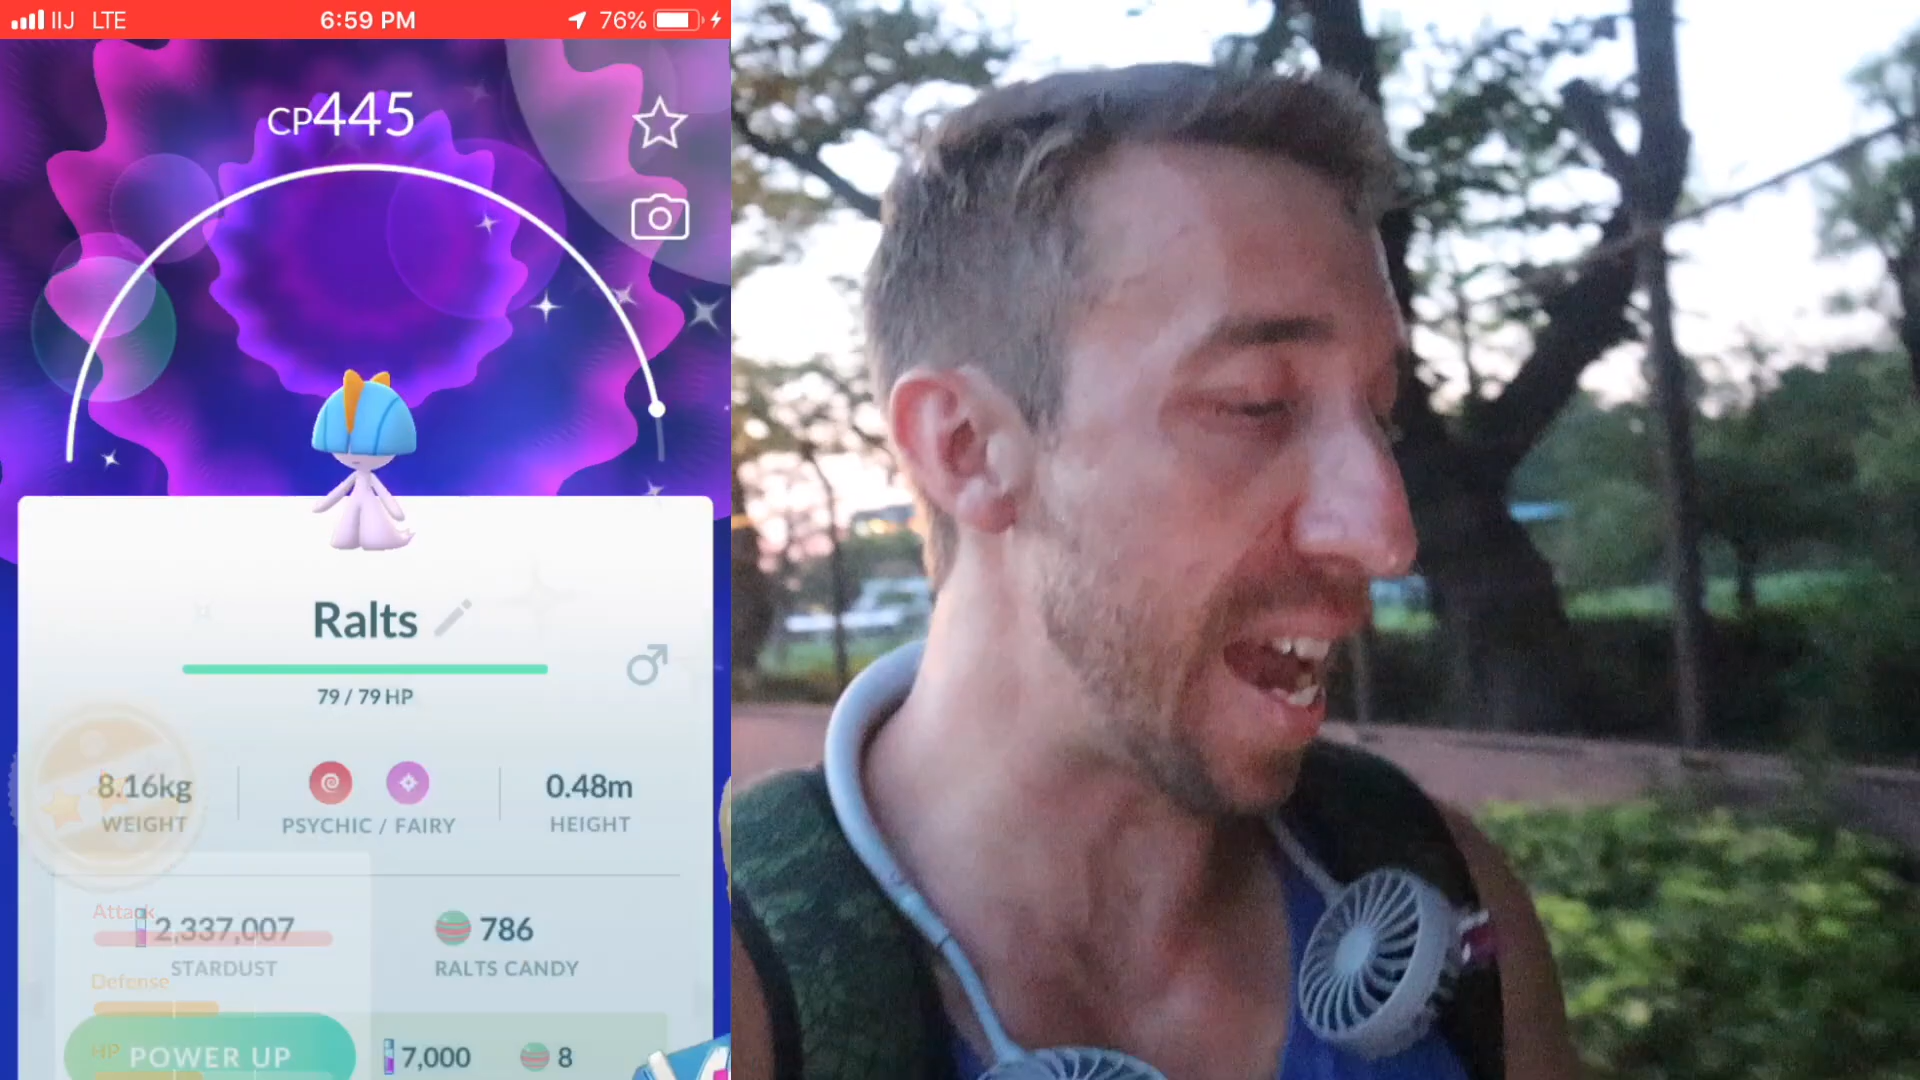 IIJ LTE 6:59 PM 76%
CP445
Ralts
79 / 79 HP
8.16kg
WEIGHT
PSYCHIC / FAIRY
0.48m
HEIGHT
Attack
2,337,007
STARDUST
786
RALTS CANDY
Defense
HP
POWER UP
7,000
8